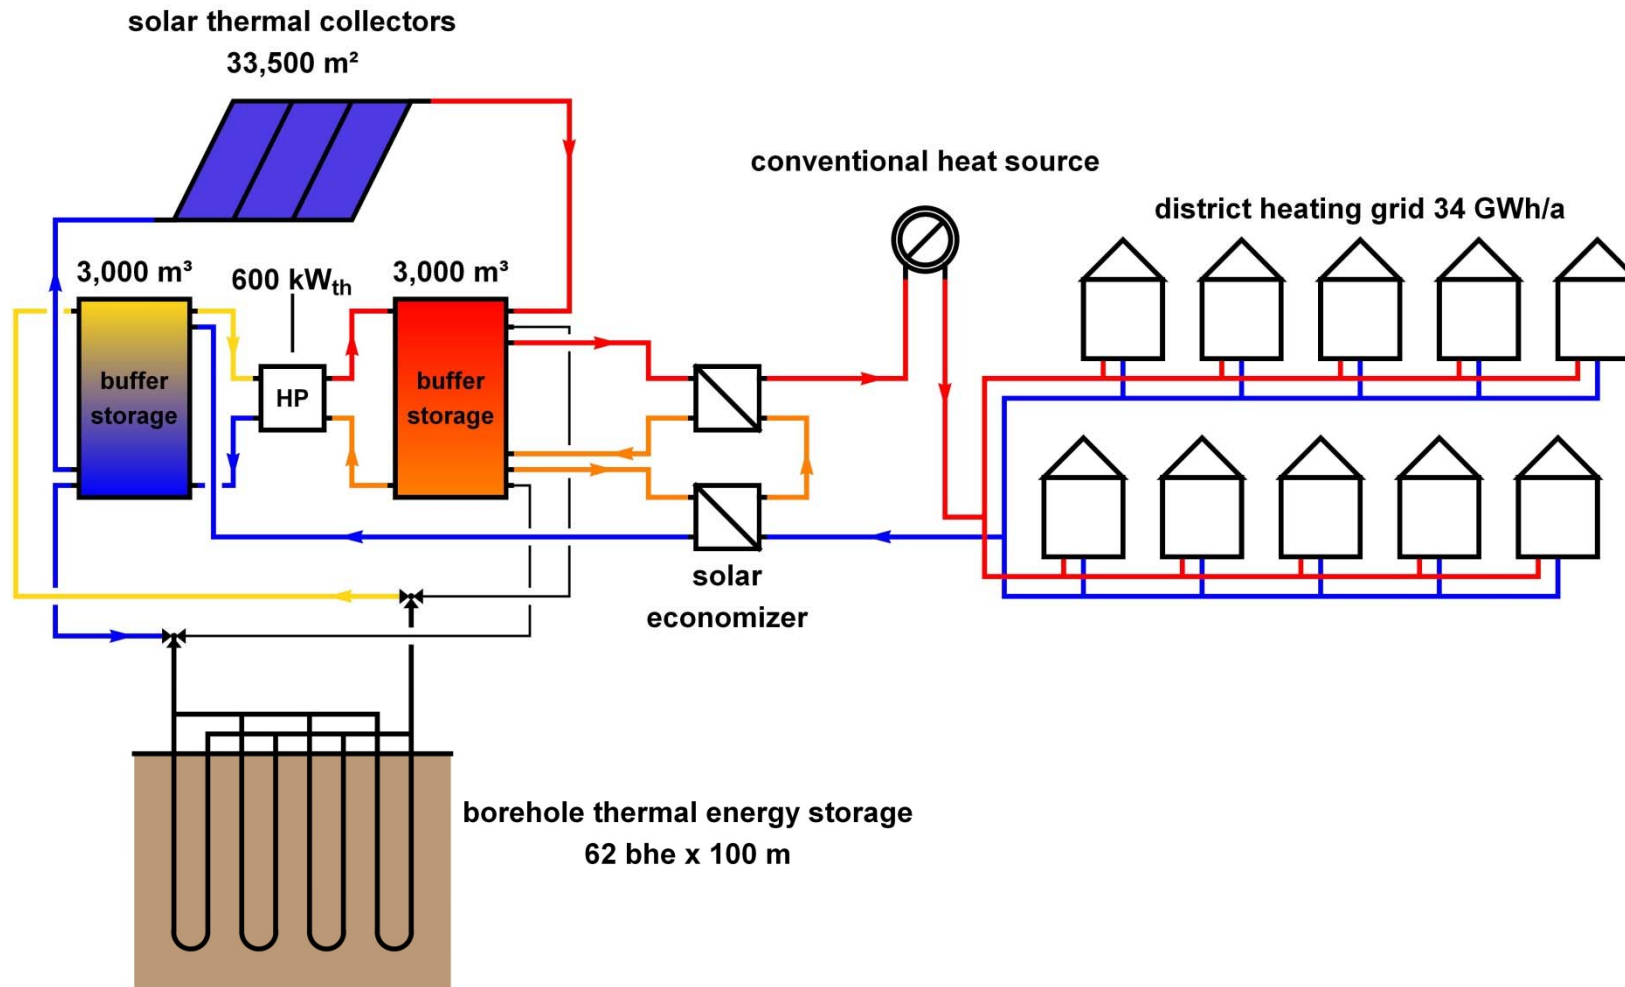 solar thermal collectors
33,500 m²
conventional heat source
district heating grid 34 GWh/a
3,000 m³
600 kWth
3,000 m³
buffer
storage
HP
buffer
storage
solar
economizer
borehole thermal energy storage
62 bhe x 100 m